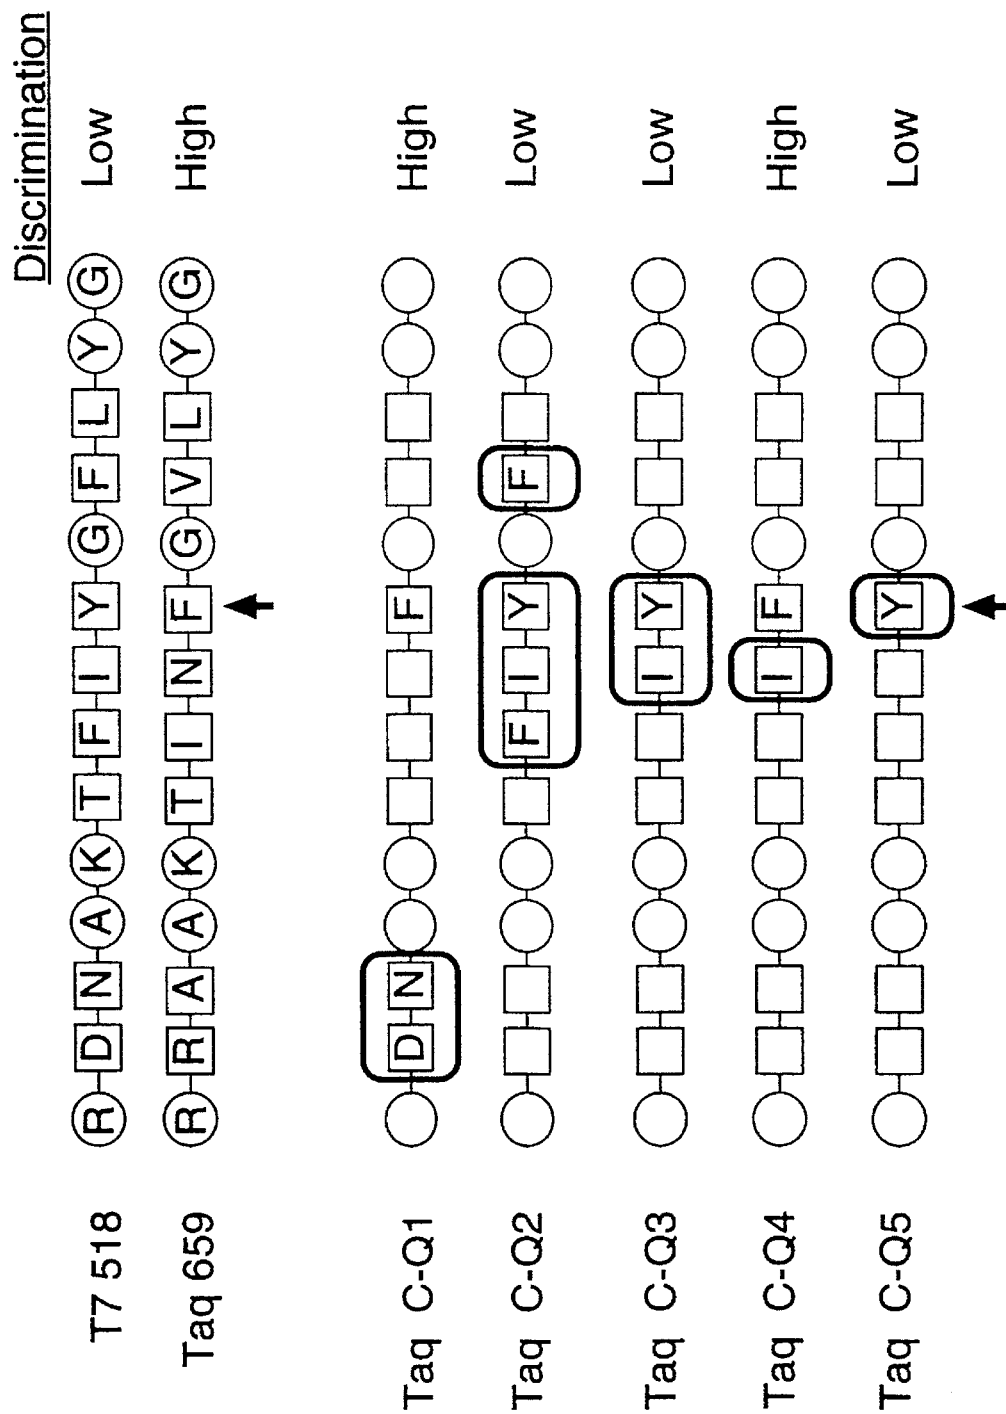 Discrimination
T7 518 R D N A K T F I Y G F L Y G Low
Taq 659 R R A A K T I N F G V L Y G High
Taq C-Q1 D N F High
Taq C-Q2 F I Y F Low
Taq C-Q3 I Y Low
Taq C-Q4 I F High
Taq C-Q5 Y Low